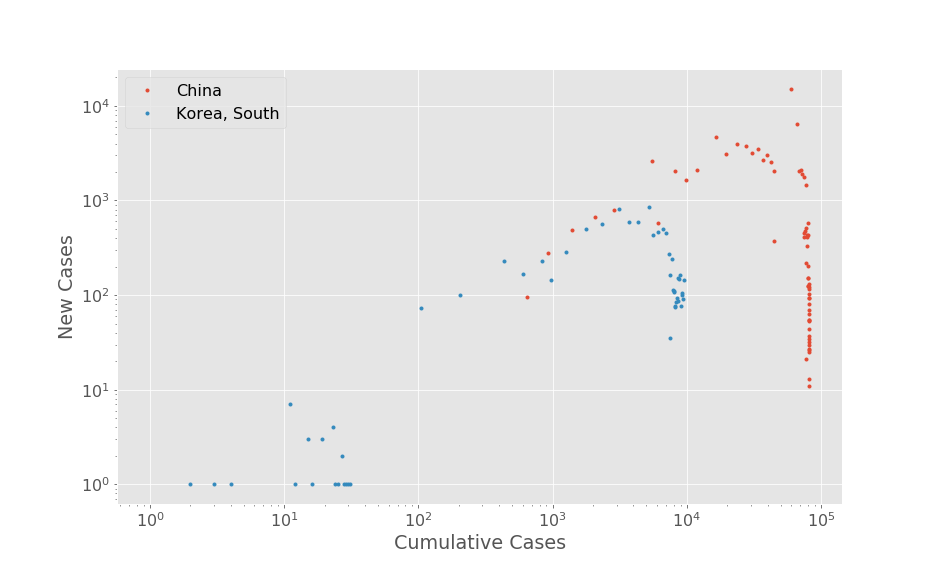 China
Korea, South
10⁴
10³
10²
10¹
10⁰
New Cases
10⁰ 10¹ 10² 10³ 10⁴ 10⁵
Cumulative Cases